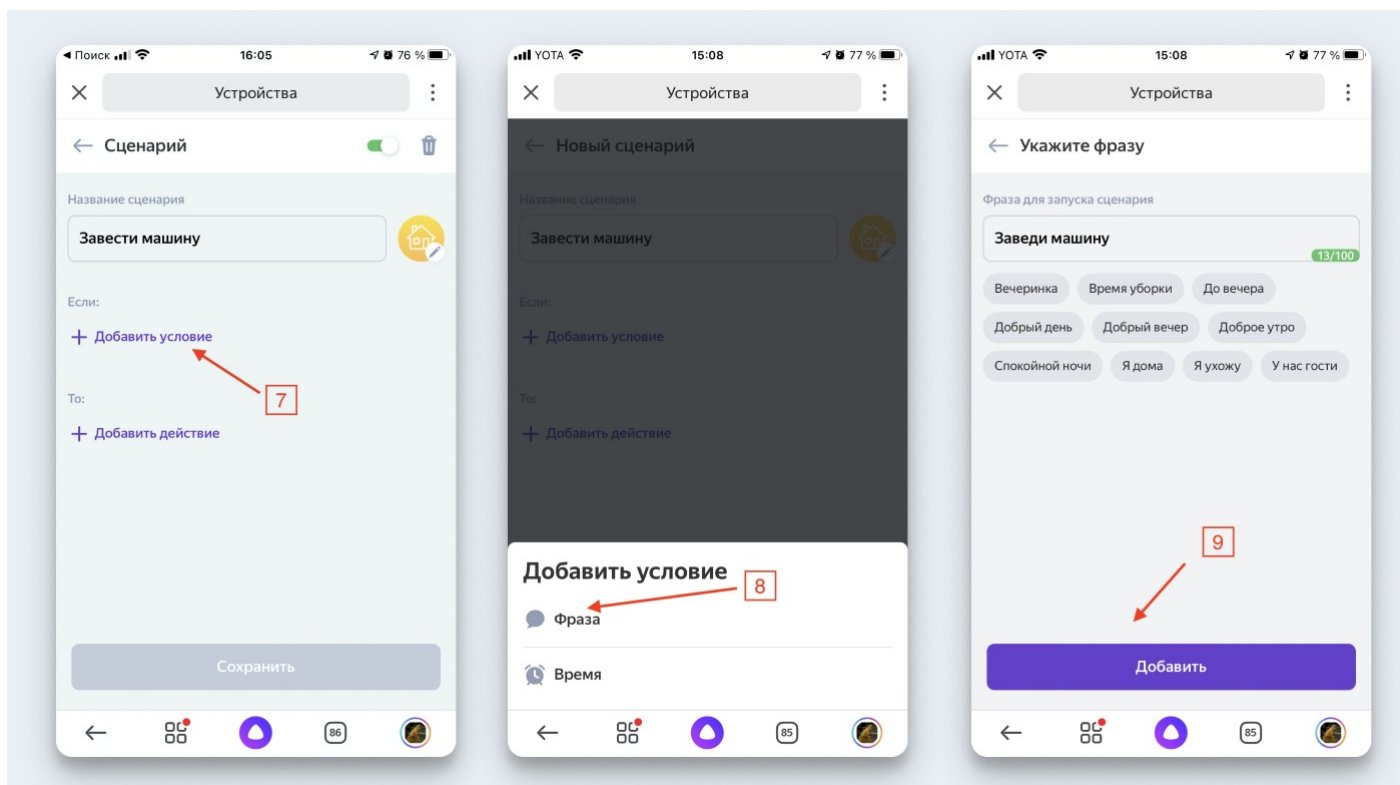 Поиск 16:05 76 %
Устройства
Сценарий
Название сценария
Завести машину
Если:
+ Добавить условие
7
То:
+ Добавить действие
Сохранить
86
YOTA 15:08 77 %
Устройства
Новый сценарий
Название сценария
Завести машину
Если:
+ Добавить условие
То:
+ Добавить действие
Добавить условие
8
Фраза
Время
85
YOTA 15:08 77 %
Устройства
Укажите фразу
Фраза для запуска сценария
Заведи машину
13/100
Вечеринка Время уборки До вечера
Добрый день Добрый вечер Доброе утро
Спокойной ночи Я дома Я ухожу У нас гости
9
Добавить
85